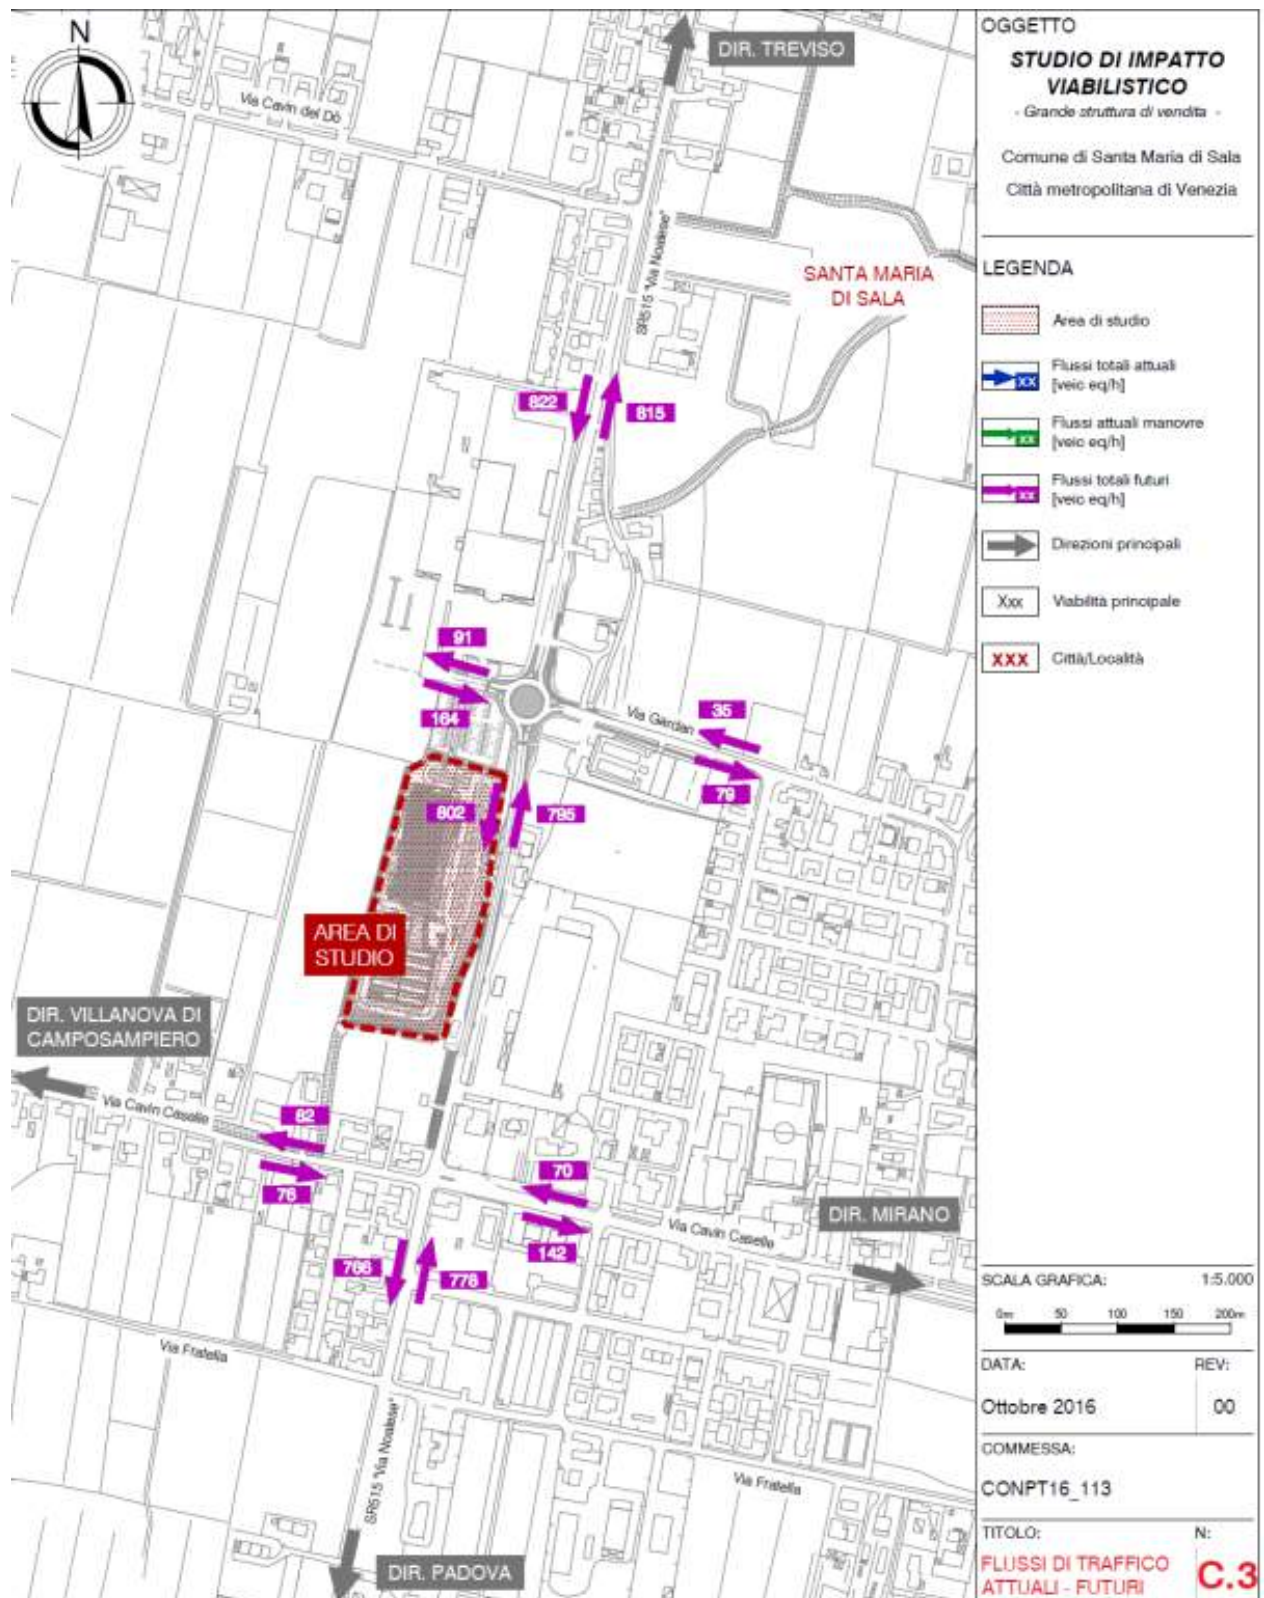 N
DIR. TREVISO
Via Cavin del Dò
SR515 "Via Noalese"
SANTA MARIA
DI SALA
822
815
91
164
Via Gardan
35
79
802
795
AREA DI
STUDIO
DIR. VILLANOVA DI
CAMPOSAMPIERO
Via Cavin Caselle
82
76
70
142
DIR. MIRANO
Via Cavin Caselle
766
778
Via Fratella
SR515 "Via Noalese"
Via Fratella
DIR. PADOVA
OGGETTO
STUDIO DI IMPATTO
VIABILISTICO
- Grande struttura di vendita -
Comune di Santa Maria di Sala
Città metropolitana di Venezia
LEGENDA
Area di studio
xx
Flussi totali attuali
[veic eq/h]
xx
Flussi attuali manovre
[veic eq/h]
xx
Flussi totali futuri
[veic eq/h]
Direzioni principali
Xxx
Viabilità principale
XXX
Città/Località
SCALA GRAFICA: 1:5.000
0m 50 100 150 200m
DATA: REV:
Ottobre 2016 00
COMMESSA:
CONPT16_113
TITOLO: N:
FLUSSI DI TRAFFICO
ATTUALI - FUTURI
C.3